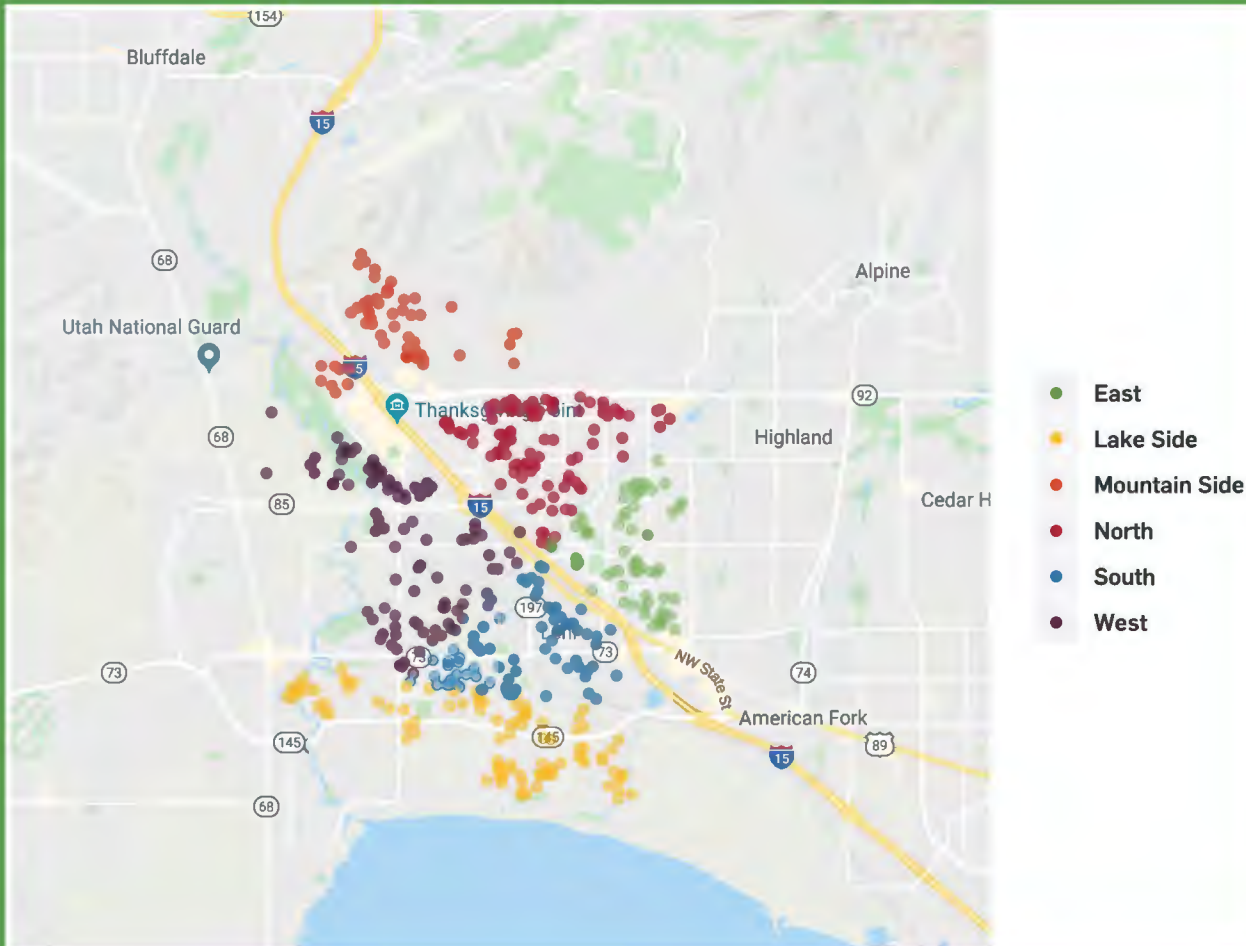 154
Bluffdale
15
68
Alpine
Utah National Guard
92
Thanksgiving Point
68
Highland
85
15
Cedar H
197
73
73
NW State St
73
74
145
American Fork
145
89
15
68
East
Lake Side
Mountain Side
North
South
West